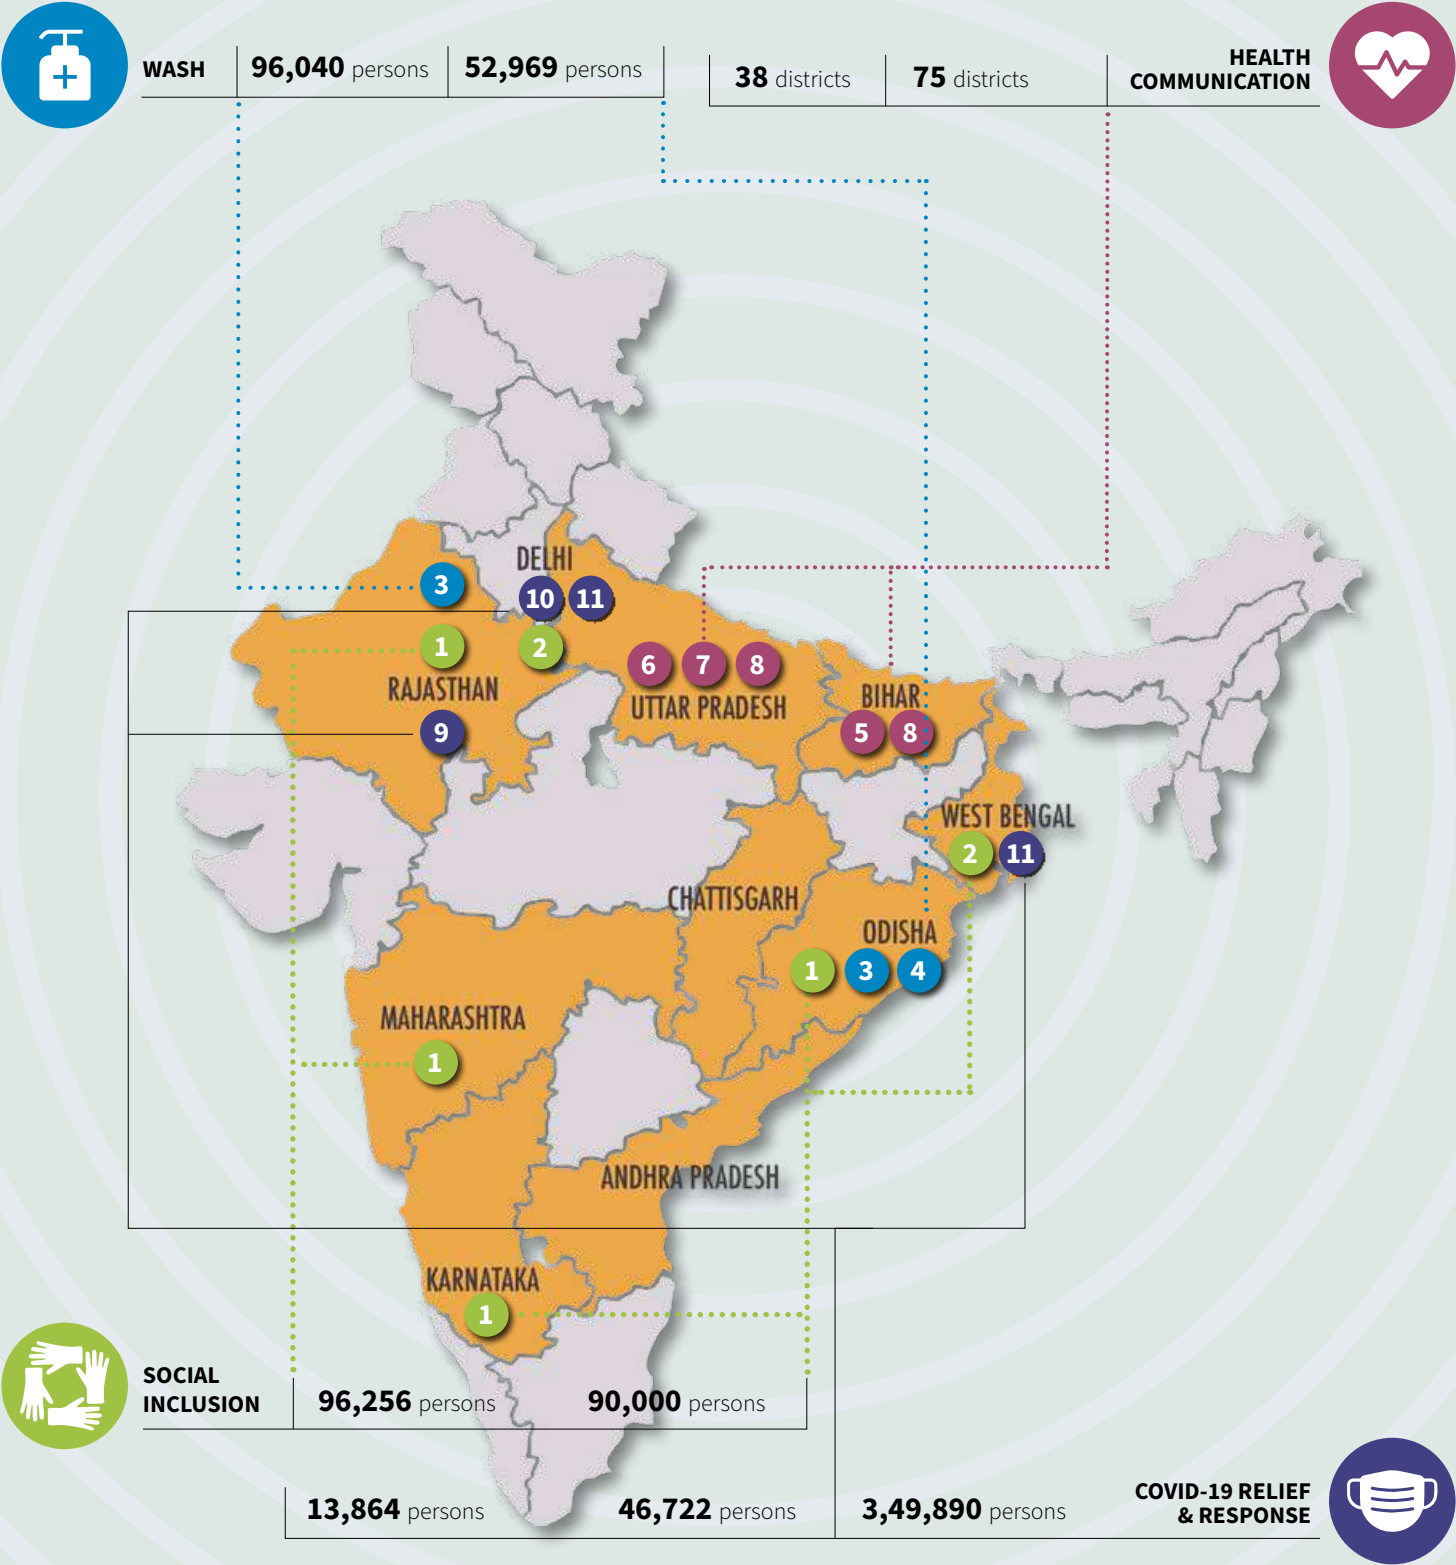 WASH
96,040 persons
52,969 persons
38 districts
75 districts
HEALTH
COMMUNICATION
DELHI
3
10
11
1
2
RAJASTHAN
6
7
8
UTTAR PRADESH
BIHAR
9
5
8
WEST BENGAL
2
11
CHATTISGARH
ODISHA
1
3
4
MAHARASHTRA
1
ANDHRA PRADESH
KARNATAKA
1
SOCIAL
INCLUSION
96,256 persons
90,000 persons
13,864 persons
46,722 persons
3,49,890 persons
COVID-19 RELIEF
& RESPONSE